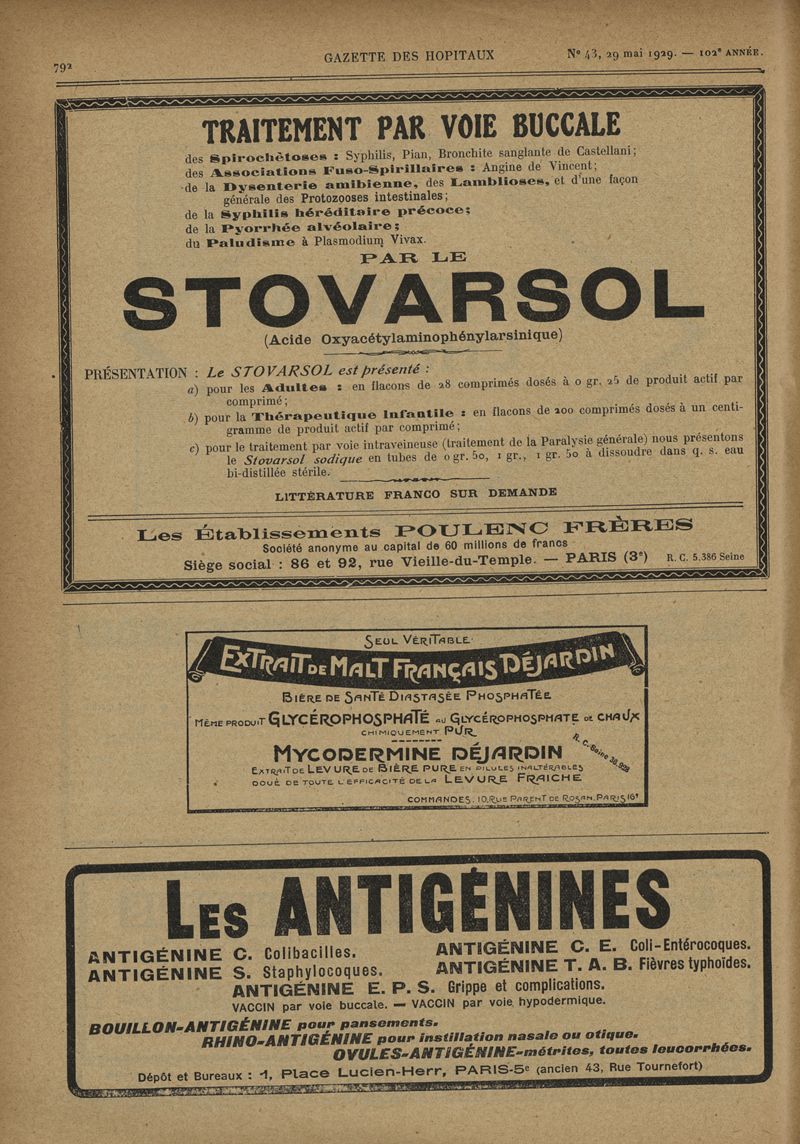 792
GAZETTE DES HOPITAUX
N° 43, 29 mai 1929. — 102e ANNÉE.
TRAITEMENT PAR VOIE BUCCALE
des Spirochètoses : Syphilis, Pian, Bronchite sanglante de Castellani;
des Associations Fuso-Spirillaires : Angine de Vincent;
de la Dysenterie amibienne, des Lamblioses, et d'une façon
générale des Protozooses intestinales;
de la Syphilis héréditaire précoce;
de la Pyorrhée alvéolaire;
du Paludisme à Plasmodium Vivax.
PAR LE
STOVARSOL
(Acide Oxyacétylaminophénylarsinique)
PRÉSENTATION : Le STOVARSOL est présenté :
a) pour les Adultes : en flacons de 28 comprimés dosés à 0 gr. 25 de produit actif par
comprimé;
b) pour la Thérapeutique Infantile : en flacons de 200 comprimés dosés à un centi-
gramme de produit actif par comprimé;
c) pour le traitement par voie intraveineuse (traitement de la Paralysie générale) nous présentons
le Stovarsol sodique en tubes de 0 gr. 50, 1 gr., 1 gr. 50 à dissoudre dans q. s. eau
bi-distillée stérile.
LITTÉRATURE FRANCO SUR DEMANDE
Les Établissements POULENC FRÈRES
Société anonyme au capital de 60 millions de francs
Siège social : 86 et 92, rue Vieille-du-Temple. — PARIS (3e) R. C. 5.386 Seine
SEUL VÉRITABLE
EXTRAIT DE MALT FRANÇAIS DÉJARDIN
BIÈRE DE SANTÉ DIASTASÉE PHOSPHATÉE
MÊME PRODUIT GLYCÉROPHOSPHATÉ AU GLYCÉROPHOSPHATE DE CHAUX
CHIMIQUEMENT PUR
MYCODERMINE DÉJARDIN
R. C. Seine 38.939
EXTRAIT DE LEVURE DE BIÈRE PURE EN PILULES INALTÉRABLES
DOUÉ DE TOUTE L'EFFICACITÉ DE LA LEVURE FRAICHE
COMMANDES. 10, RUE PARENT DE ROSAN, PARIS 16e
LES ANTIGÉNINES
ANTIGÉNINE C. Colibacilles.
ANTIGÉNINE C. E. Coli-Entérocoques.
ANTIGÉNINE S. Staphylocoques.
ANTIGÉNINE T. A. B. Fièvres typhoïdes.
ANTIGÉNINE E. P. S. Grippe et complications.
VACCIN par voie buccale. — VACCIN par voie hypodermique.
BOUILLON-ANTIGÉNINE pour pansements.
RHINO-ANTIGÉNINE pour instillation nasale ou otique.
OVULES-ANTIGÉNINE-métrites, toutes leucorrhées.
Dépôt et Bureaux : 1, Place Lucien-Herr, PARIS-5e (ancien 43, Rue Tournefort)